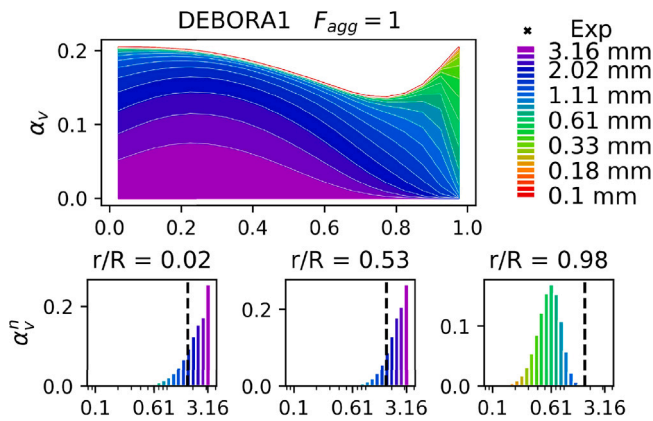 DEBORA1 F_agg = 1
Exp
3.16 mm
2.02 mm
1.11 mm
0.61 mm
0.33 mm
0.18 mm
0.1 mm
α_v
0.2
0.1
0.0
0.0 0.2 0.4 0.6 0.8 1.0
r/R = 0.02 r/R = 0.53 r/R = 0.98
α_v^n
0.2 0.2 0.1
0.0 0.0 0.0
0.1 0.61 3.16 0.1 0.61 3.16 0.1 0.61 3.16